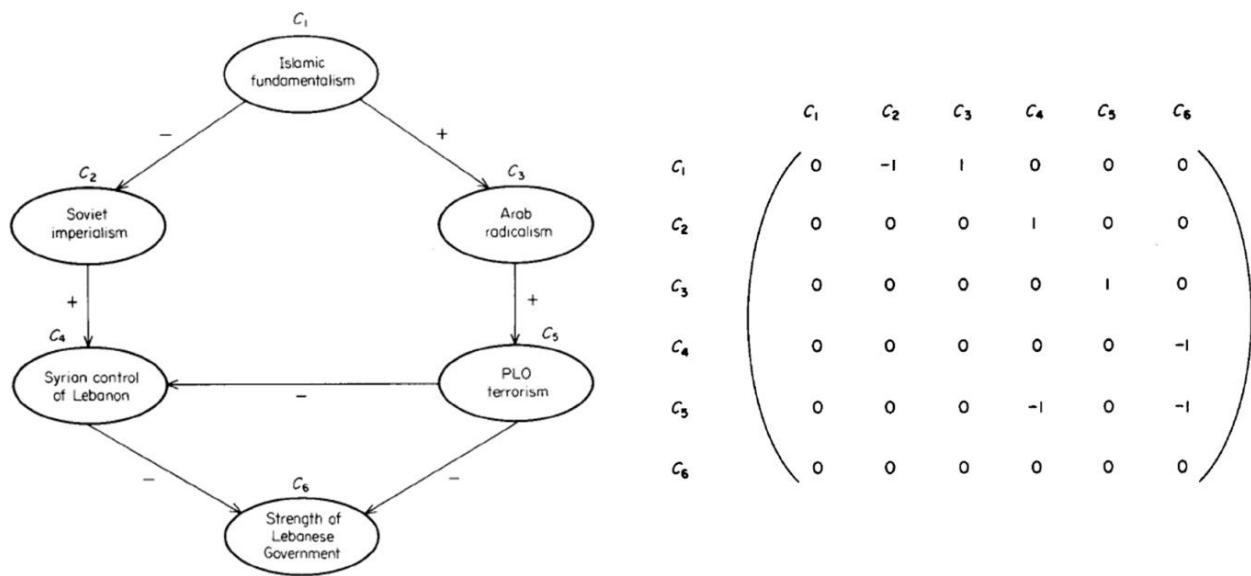 C₁
Islamic
fundamentalism
−
+
C₂
C₃
Soviet
imperialism
Arab
radicalism
+
+
C₄
C₅
Syrian control
of Lebanon
PLO
terrorism
−
−
−
C₆
Strength of
Lebanese
Government
C₁ C₂ C₃ C₄ C₅ C₆
C₁ 0 -1 1 0 0 0
C₂ 0 0 0 1 0 0
C₃ 0 0 0 0 1 0
C₄ 0 0 0 0 0 -1
C₅ 0 0 0 -1 0 -1
C₆ 0 0 0 0 0 0